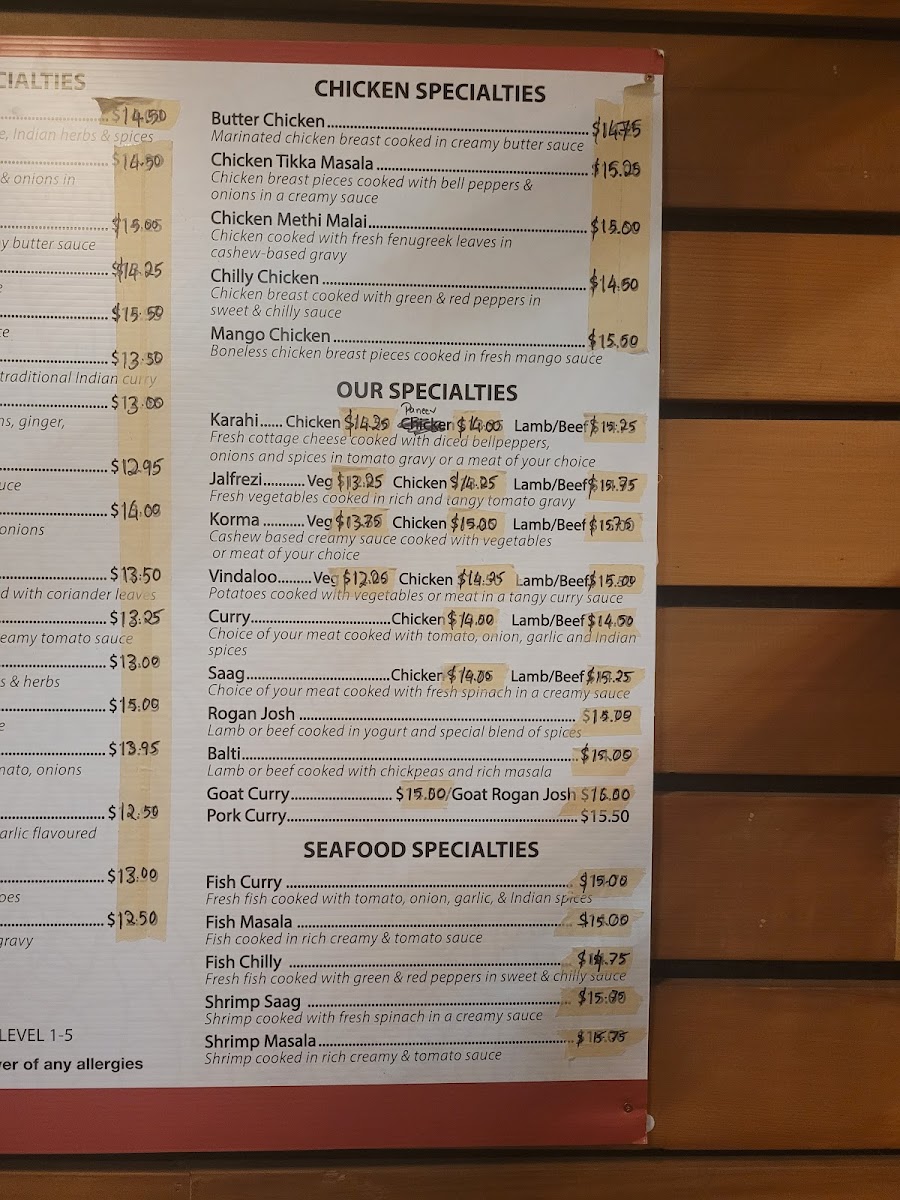 CIALTIES
$14.50
e, Indian herbs & spices
$14.50
& onions in
$15.00
y butter sauce
$14.25
e
$15.50
ce
$13.50
traditional Indian curry
$13.00
ns, ginger,
$12.95
uce
$14.00
onions
$13.50
d with coriander leaves
$13.25
eamy tomato sauce
$13.00
s & herbs
$15.00
e
$13.95
nato, onions
$12.50
arlic flavoured
$13.00
oes
$12.50
gravy
LEVEL 1-5
ver of any allergies
CHICKEN SPECIALTIES
Butter Chicken $14.75
Marinated chicken breast cooked in creamy butter sauce
Chicken Tikka Masala $15.25
Chicken breast pieces cooked with bell peppers &
onions in a creamy sauce
Chicken Methi Malai $15.00
Chicken cooked with fresh fenugreek leaves in
cashew-based gravy
Chilly Chicken $14.50
Chicken breast cooked with green & red peppers in
sweet & chilly sauce
Mango Chicken $15.50
Boneless chicken breast pieces cooked in fresh mango sauce
OUR SPECIALTIES
Paneer
Karahi...... Chicken $14.25 Chicken $14.00 Lamb/Beef $15.25
Fresh cottage cheese cooked with diced bellpeppers,
onions and spices in tomato gravy or a meat of your choice
Jalfrezi.......... Veg $13.25 Chicken $14.25 Lamb/Beef $15.75
Fresh vegetables cooked in rich and tangy tomato gravy
Korma .......... Veg $13.75 Chicken $15.00 Lamb/Beef
Cashew based creamy sauce cooked with vegetables
or meat of your choice
Vindaloo........ Veg Chicken Lamb/Beef $15.00
Potatoes cooked with vegetables or meat in a tangy curry sauce
Curry Chicken $14.00 Lamb/Beef $14.50
Choice of your meat cooked with tomato, onion, garlic and Indian
spices
Saag Chicken Lamb/Beef $15.25
Choice of your meat cooked with fresh spinach in a creamy sauce
Rogan Josh $15.00
Lamb or beef cooked in yogurt and special blend of spices
Balti $15.00
Lamb or beef cooked with chickpeas and rich masala
Goat Curry $15.00/Goat Rogan Josh $16.00
Pork Curry $15.50
SEAFOOD SPECIALTIES
Fish Curry $15.00
Fresh fish cooked with tomato, onion, garlic, & Indian spices
Fish Masala $15.00
Fish cooked in rich creamy & tomato sauce
Fish Chilly
Fresh fish cooked with green & red peppers in sweet & chilly sauce
Shrimp Saag
Shrimp cooked with fresh spinach in a creamy sauce
Shrimp Masala $15.75
Shrimp cooked in rich creamy & tomato sauce